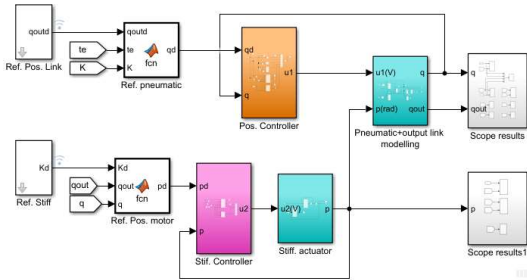 qoutd
Ref. Pos. Link
te
K
qoutd
te
K
fcn
qd
Ref. pneumatic
qd
q
u1
Pos. Controller
u1(V)
p(rad)
q
qout
Pneumatic+output link
modelling
q
qout
Scope results
Kd
Ref. Stiff
qout
q
Kd
qout
q
fcn
pd
Ref. Pos. motor
pd
p
u2
Stif. Controller
u2(V)
p
Stiff. actuator
p
Scope results1